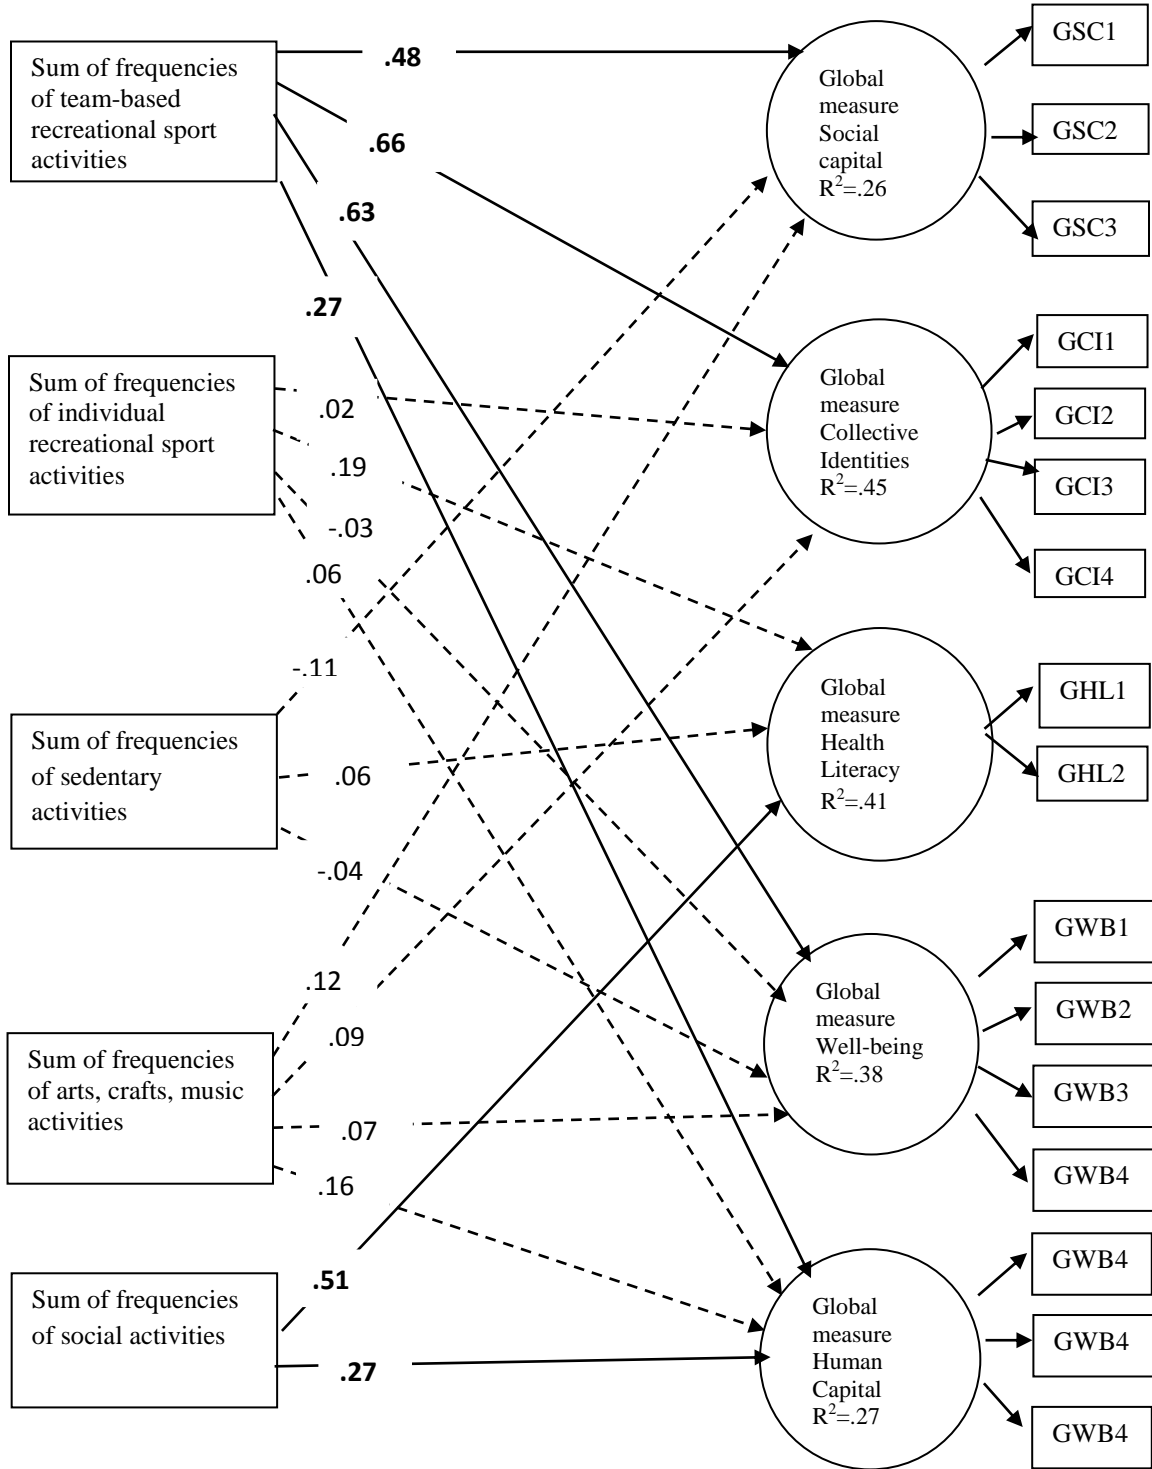 Sum of frequencies
of team-based
recreational sport
activities
Sum of frequencies
of individual
recreational sport
activities
Sum of frequencies
of sedentary
activities
Sum of frequencies
of arts, crafts, music
activities
Sum of frequencies
of social activities
.48
.66
.63
.27
.02
.19
-.03
.06
-.11
.06
-.04
.12
.09
.07
.16
.51
.27
Global
measure
Social
capital
R²=.26
Global
measure
Collective
Identities
R²=.45
Global
measure
Health
Literacy
R²=.41
Global
measure
Well-being
R²=.38
Global
measure
Human
Capital
R²=.27
GSC1
GSC2
GSC3
GCI1
GCI2
GCI3
GCI4
GHL1
GHL2
GWB1
GWB2
GWB3
GWB4
GWB4
GWB4
GWB4